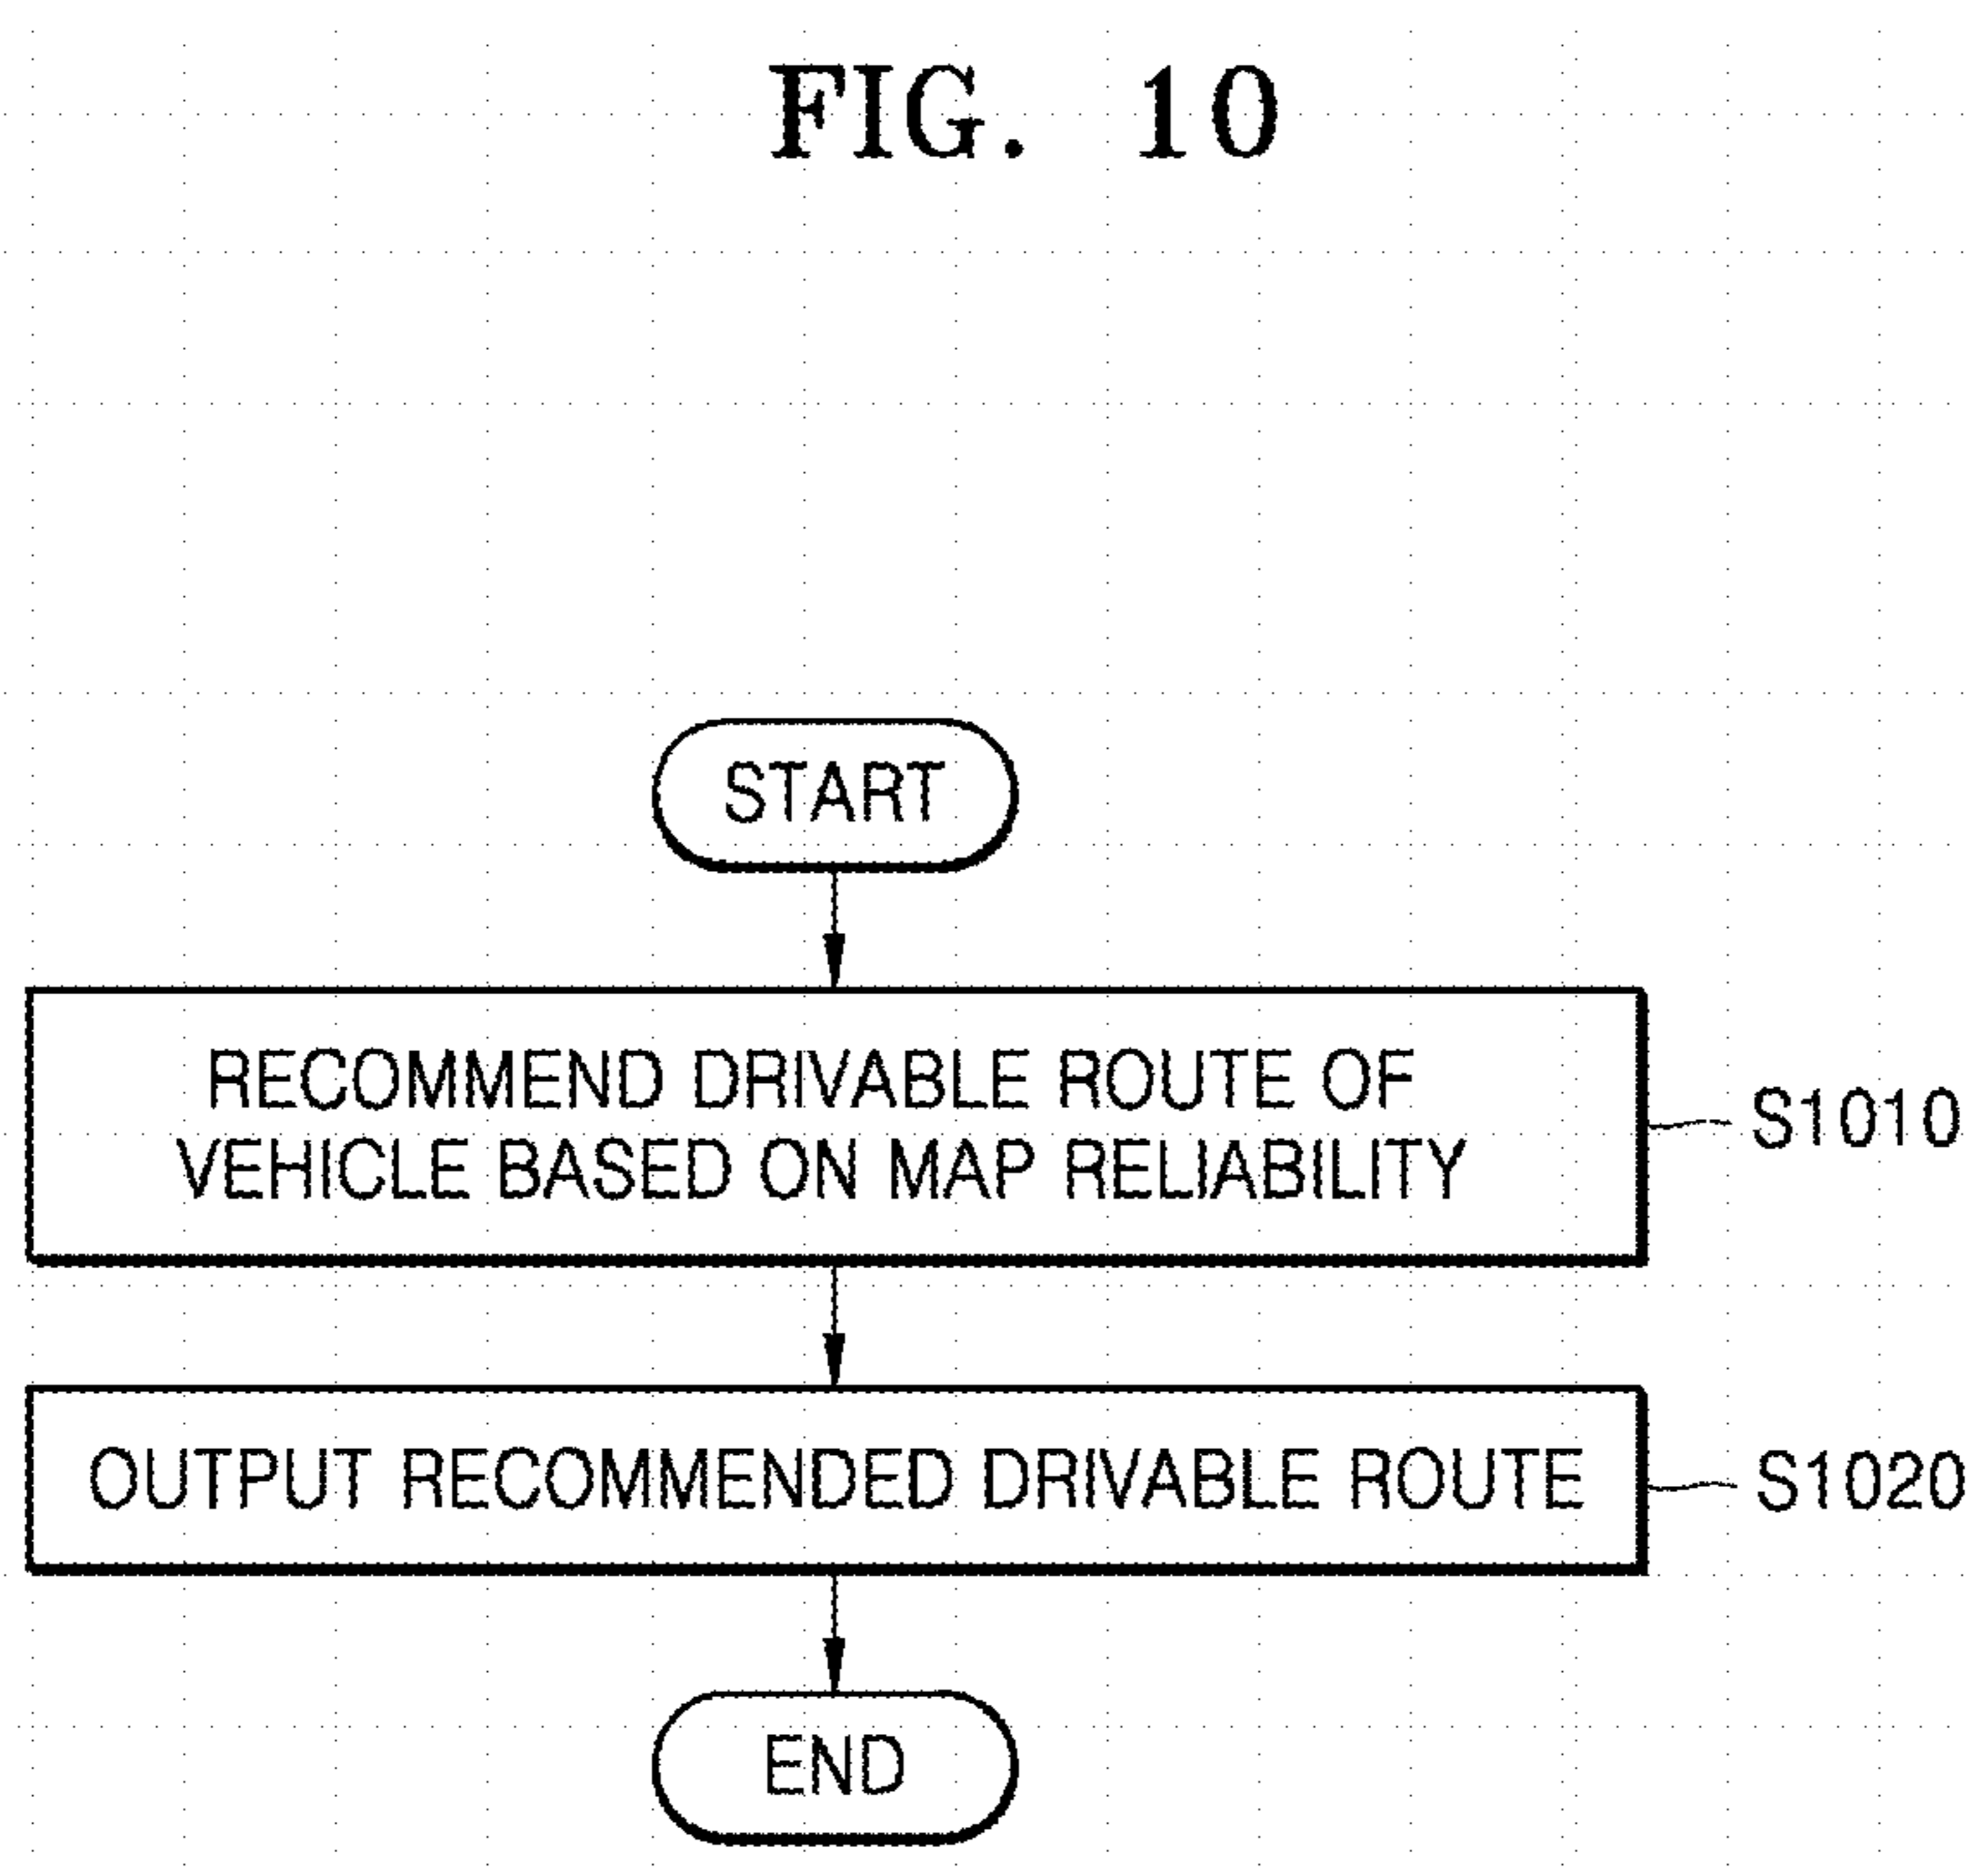 FIG. 10
START
RECOMMEND DRIVABLE ROUTE OF
VEHICLE BASED ON MAP RELIABILITY
S1010
OUTPUT RECOMMENDED DRIVABLE ROUTE
S1020
END